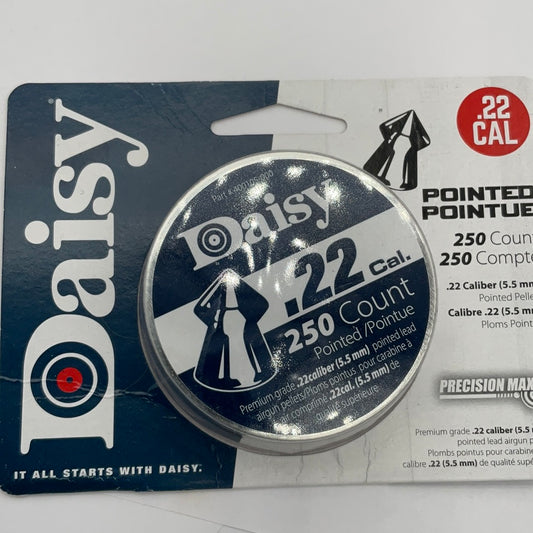 Daisy
IT ALL STARTS WITH DAISY.
Daisy
.22 Cal.
250 Count
Pointed/Pointue
Premium grade .22caliber (5.5 mm) pointed lead
airgun pellets/Plombs pointus pour carabine à
air comprimé .22cal. (5.5 mm) de
qualité supérieure
.22
CAL
POINTED
POINTUE
250 Count
250 Compte
.22 Caliber (5.5 mm
Pointed Pelle
Calibre .22 (5.5 mm
Ploms Point
PRECISION MAX
Premium grade .22 caliber (5.5
pointed lead airgun p
Plombs pointus pour carabine
calibre .22 (5.5 mm) de qualité supé